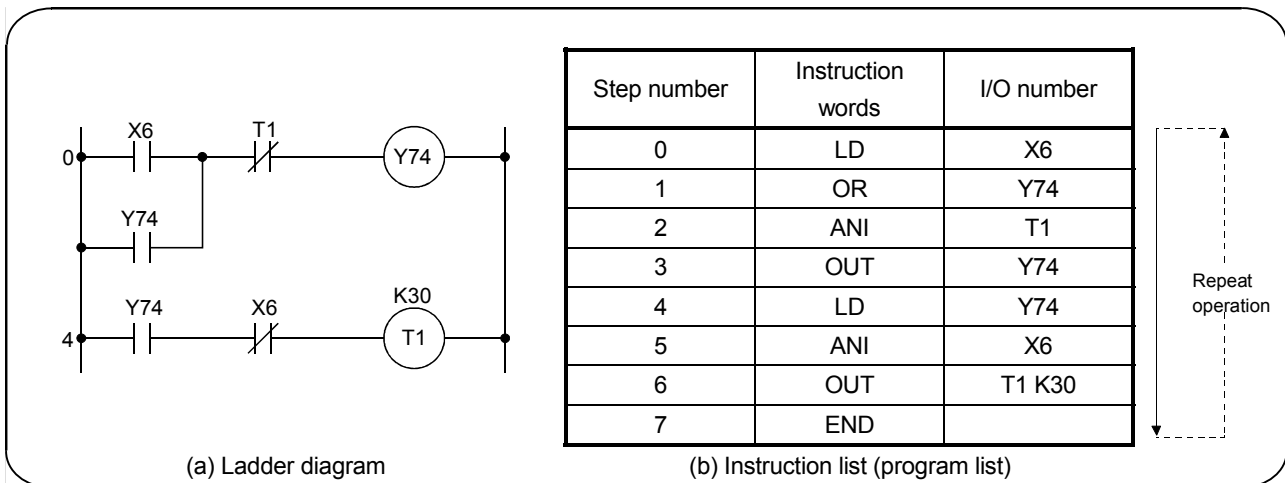 X6 T1
0 Y74
Y74
Y74 X6 K30
4 T1
(a) Ladder diagram
Step number Instruction words I/O number
0 LD X6
1 OR Y74
2 ANI T1
3 OUT Y74
4 LD Y74
5 ANI X6
6 OUT T1 K30
7 END
Repeat
operation
(b) Instruction list (program list)